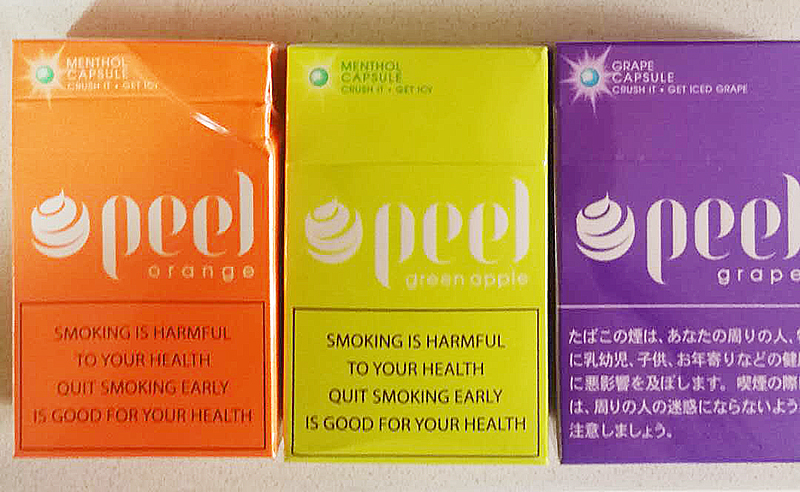 MENTHOL
CAPSULE
CRUSH IT • GET ICY
peel
orange
SMOKING IS HARMFUL
TO YOUR HEALTH
QUIT SMOKING EARLY
IS GOOD FOR YOUR HEALTH
MENTHOL
CAPSULE
CRUSH IT • GET ICY
peel
green apple
SMOKING IS HARMFUL
TO YOUR HEALTH
QUIT SMOKING EARLY
IS GOOD FOR YOUR HEALTH
GRAPE
CAPSULE
CRUSH IT • GET ICED GRAPE
peel
grape
たばこの煙は、あなたの周りの人、
に乳幼児、子供、お年寄りなどの健
に悪影響を及ぼします。喫煙の際
は、周りの人の迷惑にならないよう
注意しましょう。